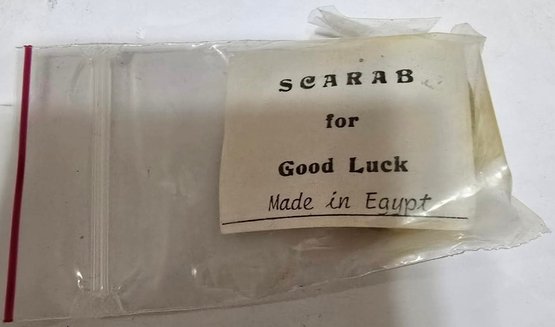 SCARAB
for
Good Luck
Made in Egypt